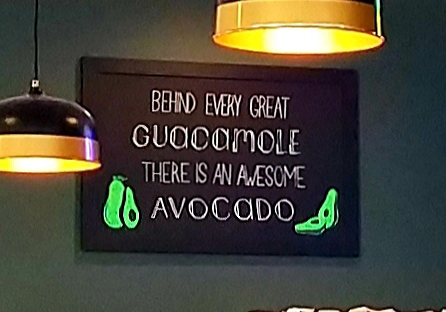 BEHIND EVERY GREAT
GUACAMOLE
THERE IS AN AWESOME
AVOCADO